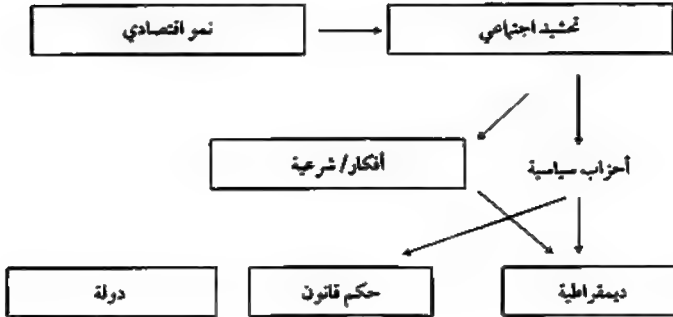 نمو اقتصادي
تحشيد اجتماعي
أفكار/ شرعية
أحزاب سياسية
دولة
حكم قانون
ديمقراطية